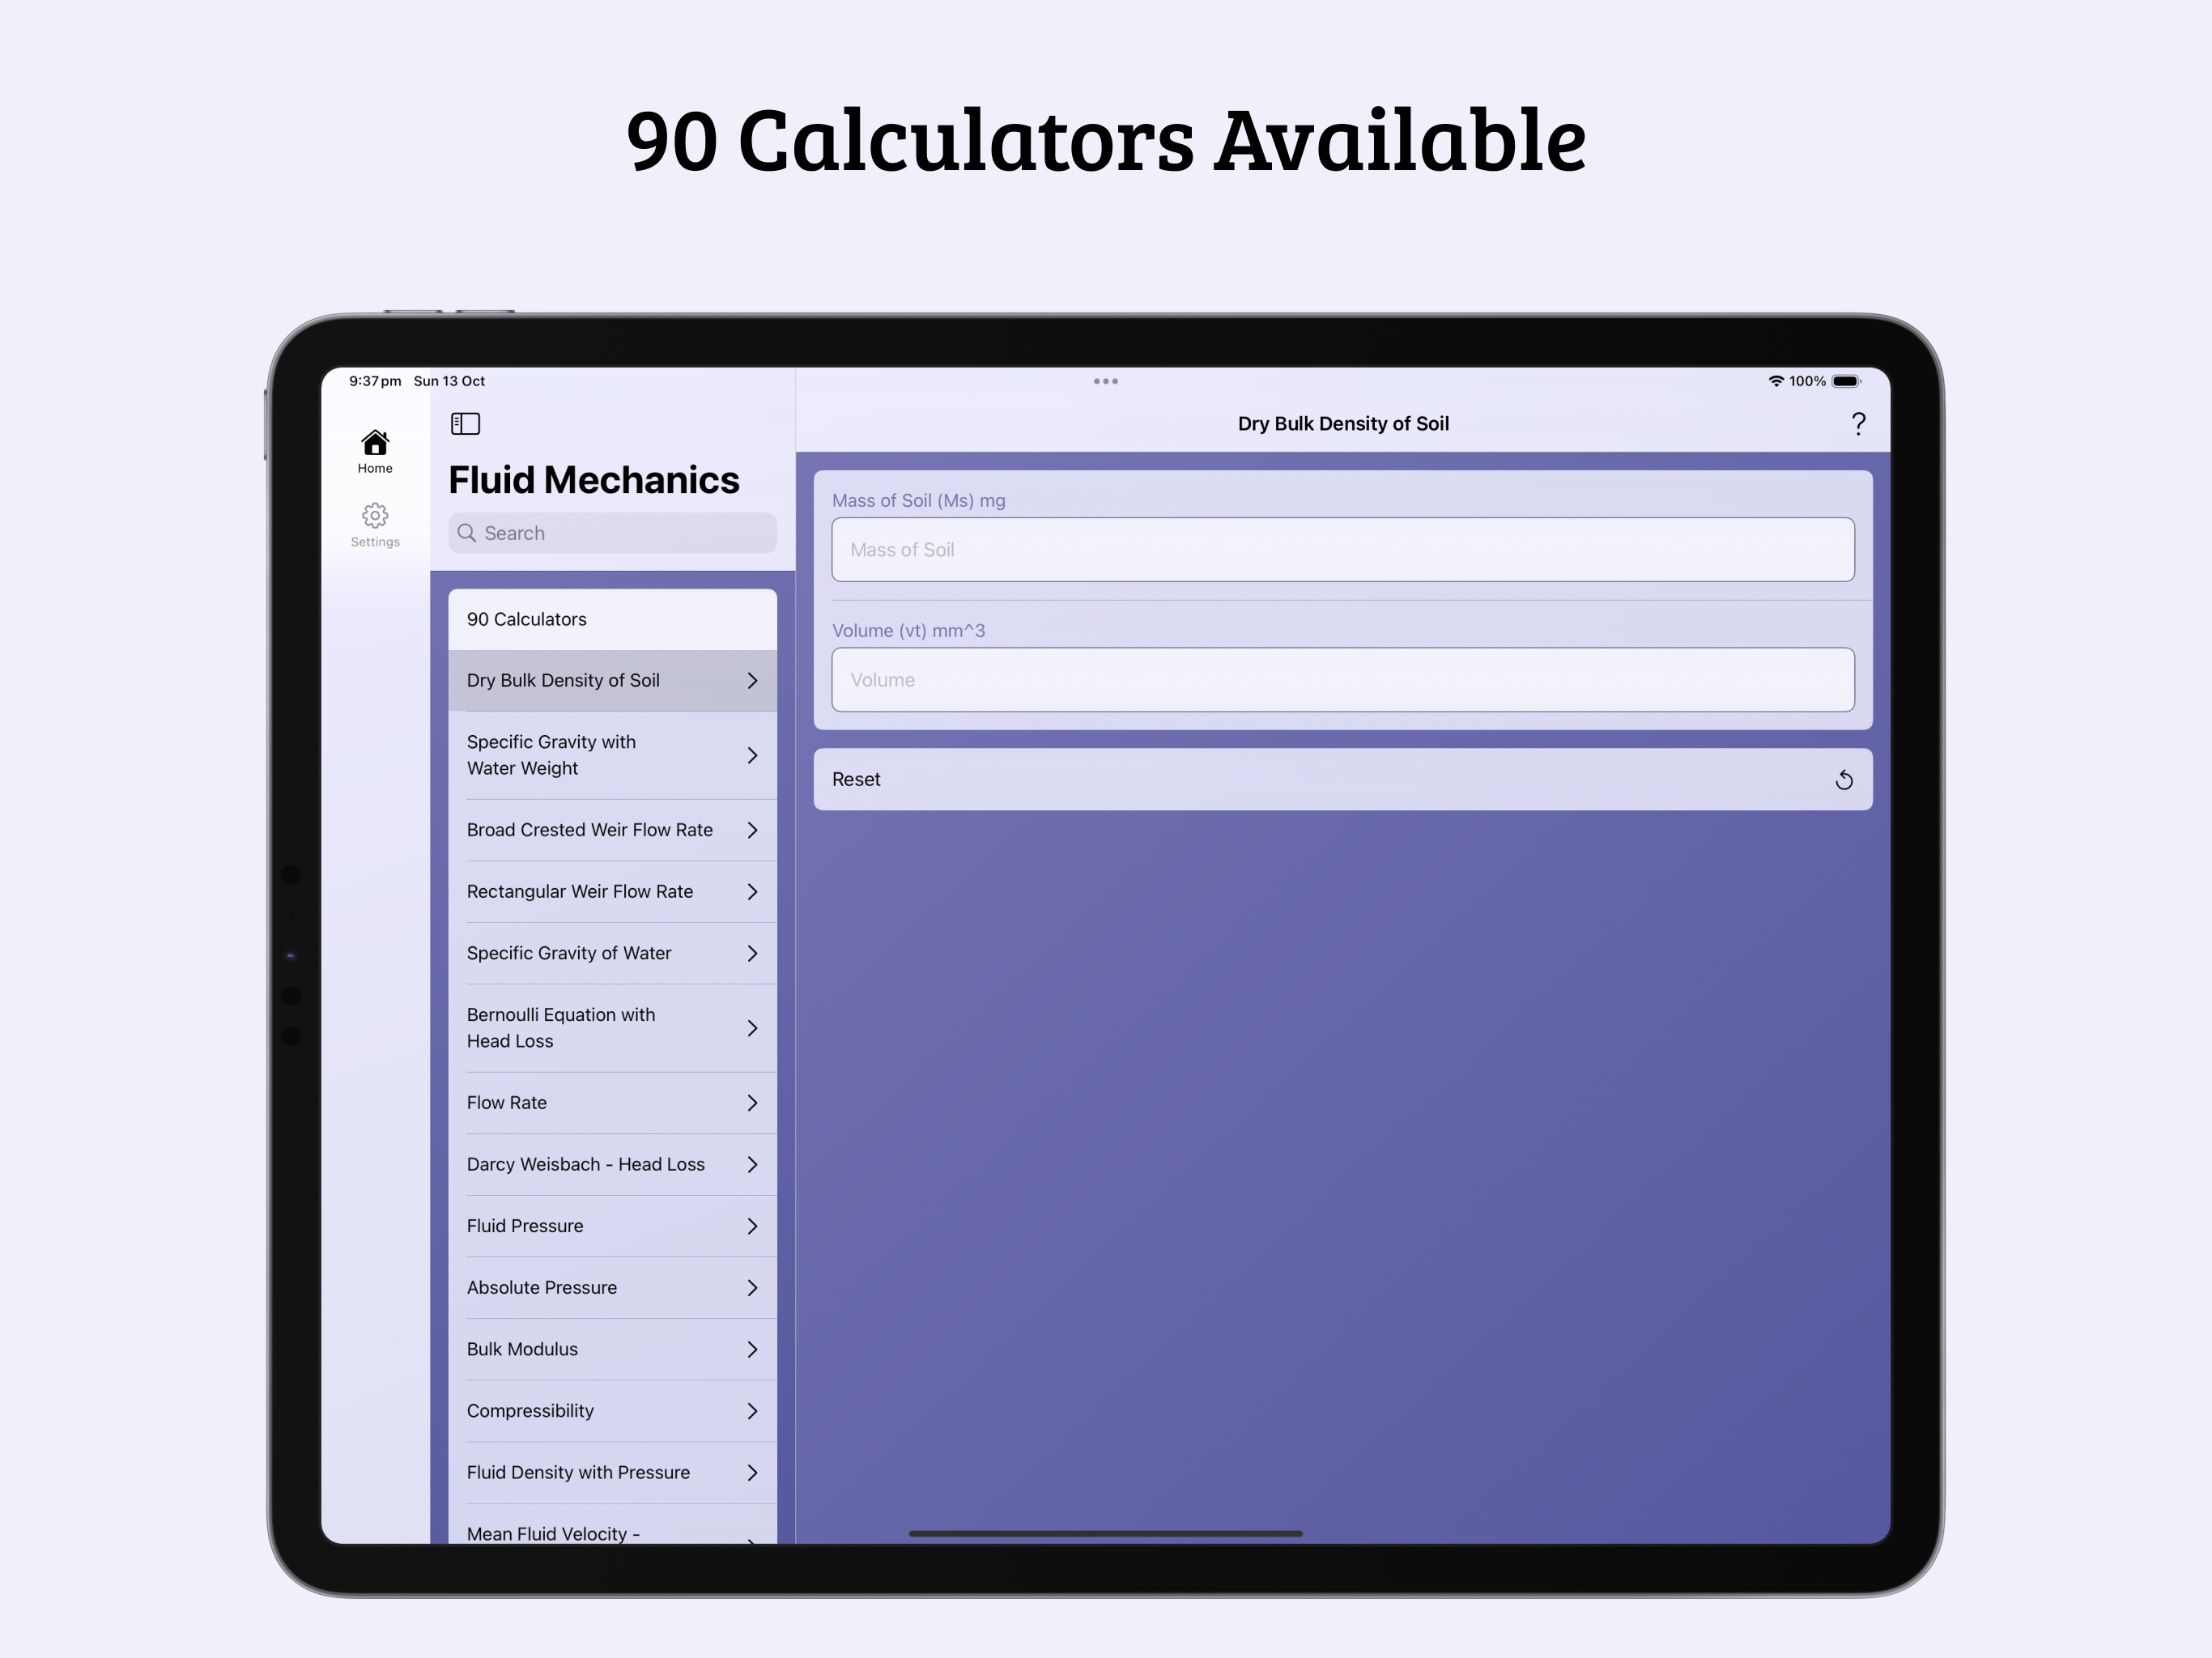 90 Calculators Available
9:37 pm Sun 13 Oct
100%
Home
Settings
Fluid Mechanics
Search
90 Calculators
Dry Bulk Density of Soil
Specific Gravity with
Water Weight
Broad Crested Weir Flow Rate
Rectangular Weir Flow Rate
Specific Gravity of Water
Bernoulli Equation with
Head Loss
Flow Rate
Darcy Weisbach - Head Loss
Fluid Pressure
Absolute Pressure
Bulk Modulus
Compressibility
Fluid Density with Pressure
Mean Fluid Velocity -
Dry Bulk Density of Soil
?
Mass of Soil (Ms) mg
Mass of Soil
Volume (vt) mm^3
Volume
Reset